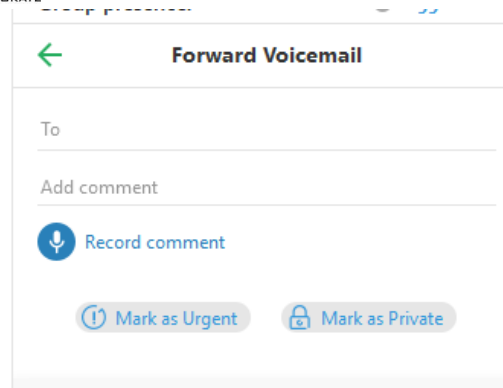 Forward Voicemail
To
Add comment
Record comment
Mark as Urgent Mark as Private